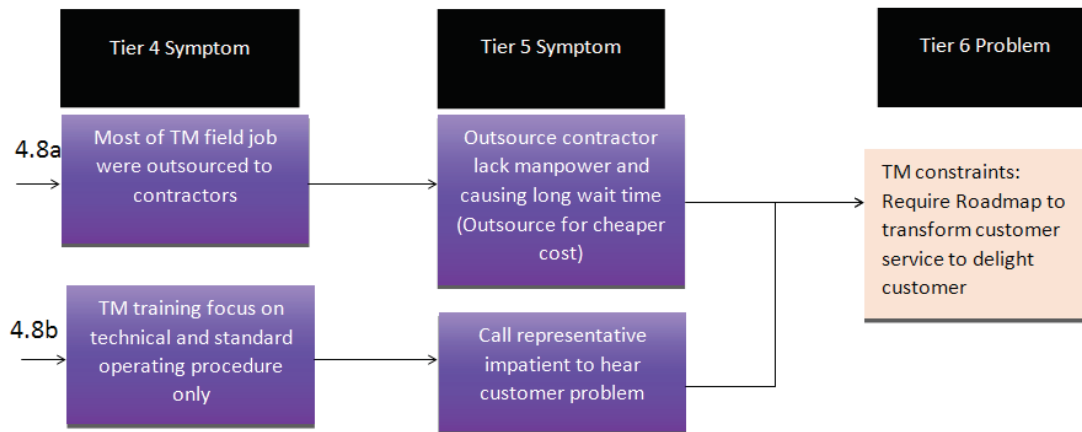 Tier 4 Symptom
Tier 5 Symptom
Tier 6 Problem
4.8a
Most of TM field job
were outsourced to
contractors
Outsource contractor
lack manpower and
causing long wait time
(Outsource for cheaper
cost)
TM constraints:
Require Roadmap to
transform customer
service to delight
customer
4.8b
TM training focus on
technical and standard
operating procedure
only
Call representative
impatient to hear
customer problem